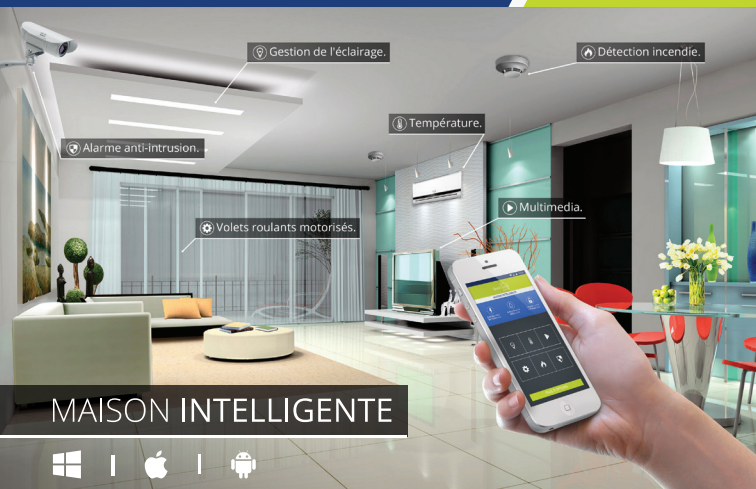 Gestion de l'éclairage.
Détection incendie.
Température.
Alarme anti-intrusion.
Multimedia.
Volets roulants motorisés.
MAISON INTELLIGENTE